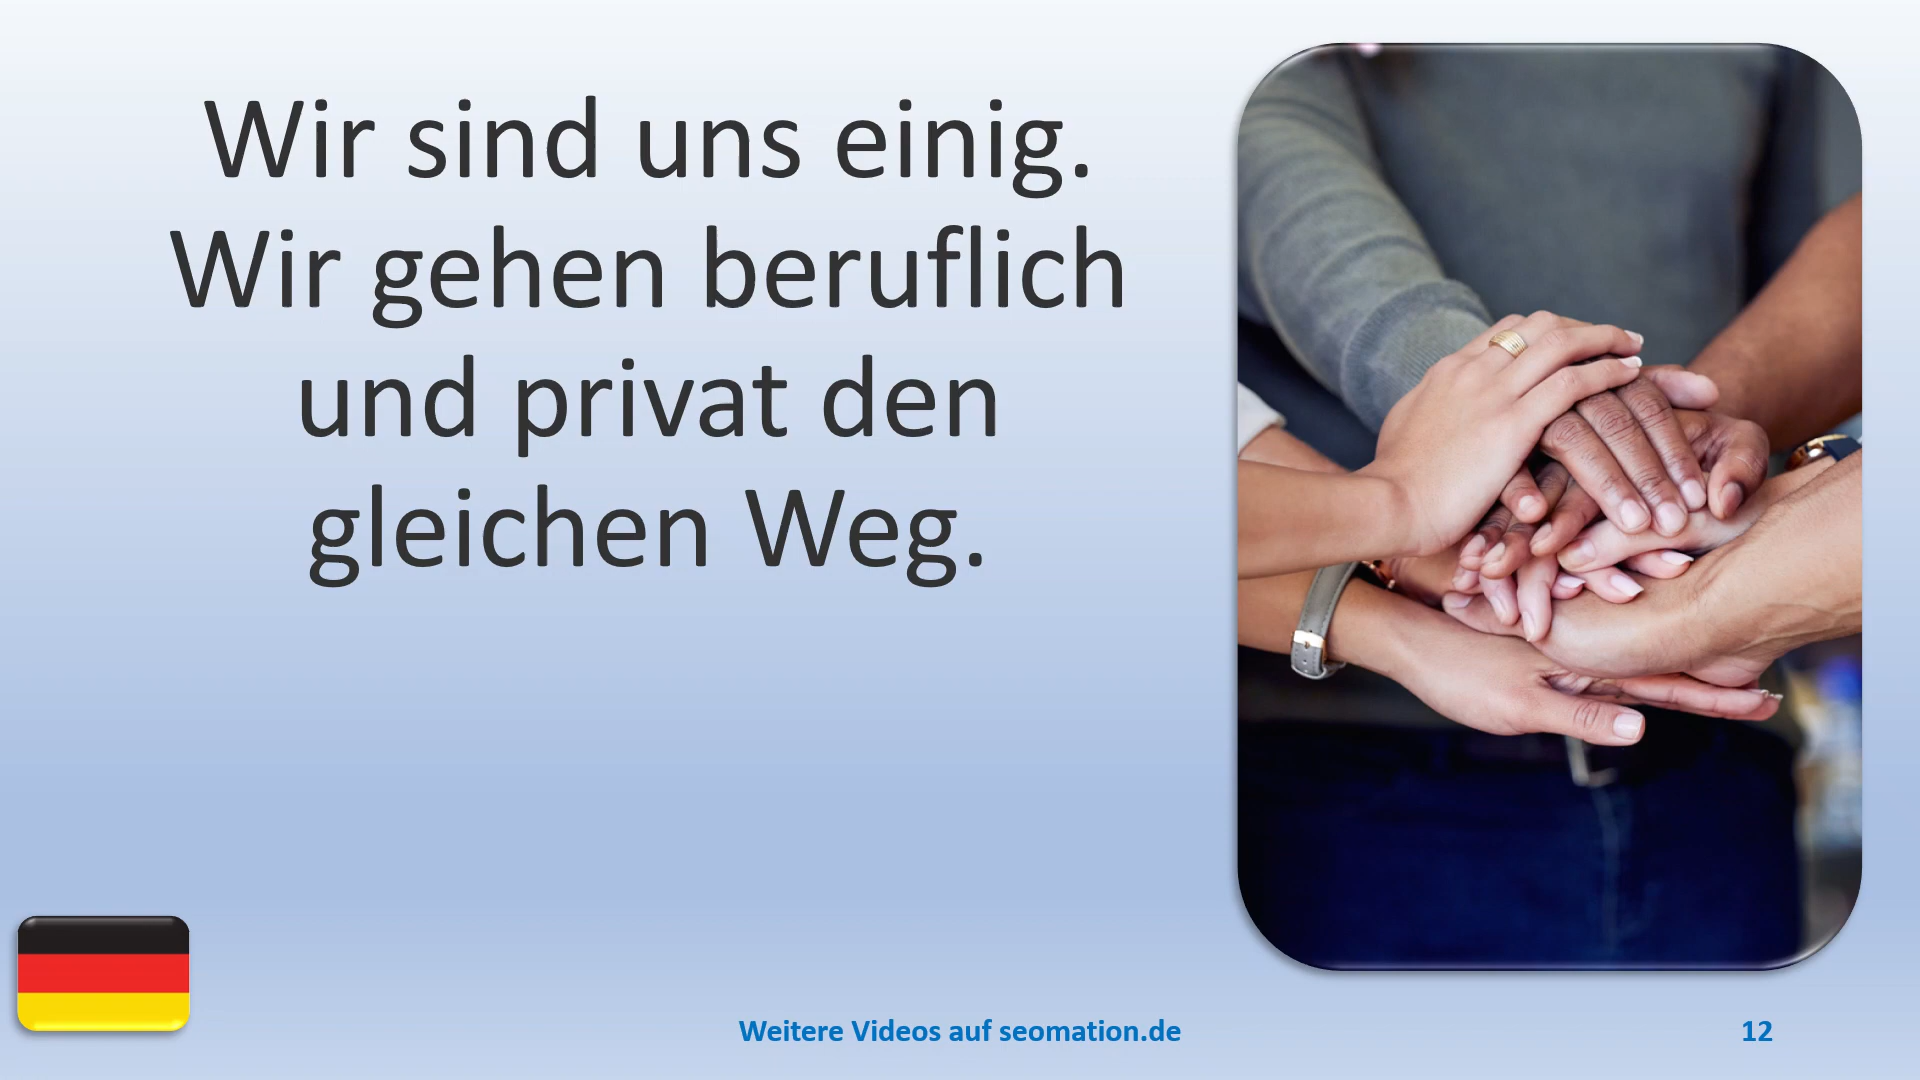 Wir sind uns einig.
Wir gehen beruflich
und privat den
gleichen Weg.
Weitere Videos auf seomation.de
12